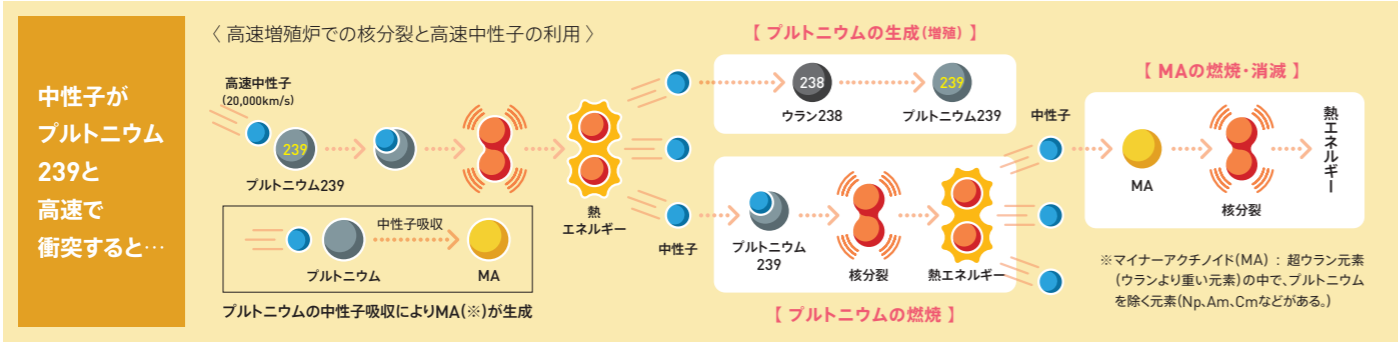 中性子が
プルトニウム
239と
高速で
衝突すると…
〈 高速増殖炉での核分裂と高速中性子の利用 〉
高速中性子
(20,000km/s)
239
プルトニウム239
熱
エネルギー
中性子吸収
プルトニウム
MA
プルトニウムの中性子吸収によりMA(※)が生成
中性子
【 プルトニウムの生成(増殖) 】
238
239
ウラン238
プルトニウム239
プルトニウム
239
核分裂
熱エネルギー
【 プルトニウムの燃焼 】
中性子
【 MAの燃焼・消滅 】
MA
核分裂
熱エネルギー
※マイナーアクチノイド(MA) : 超ウラン元素
(ウランより重い元素)の中で、プルトニウム
を除く元素(Np、Am、Cmなどがある。)